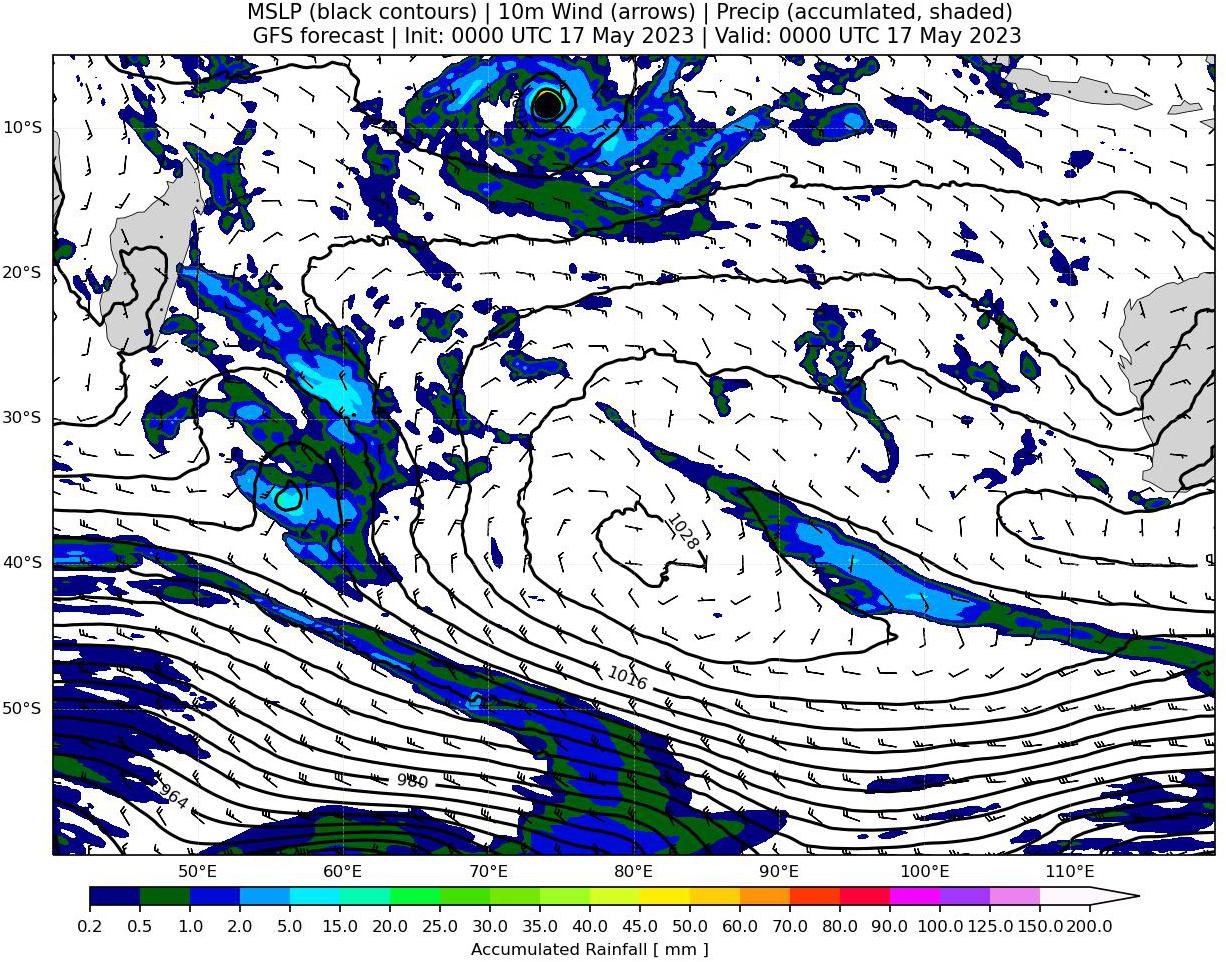 MSLP (black contours) | 10m Wind (arrows) | Precip (accumlated, shaded)
GFS forecast | Init: 0000 UTC 17 May 2023 | Valid: 0000 UTC 17 May 2023
10°S
20°S
30°S
1028
40°S
1016
50°S
980
964
50°E 60°E 70°E 80°E 90°E 100°E 110°E
0.2 0.5 1.0 2.0 5.0 10.0 15.0 20.0 25.0 30.0 35.0 40.0 45.0 50.0 60.0 70.0 80.0 90.0 100.0 125.0 150.0 200.0
Accumulated Rainfall [ mm ]